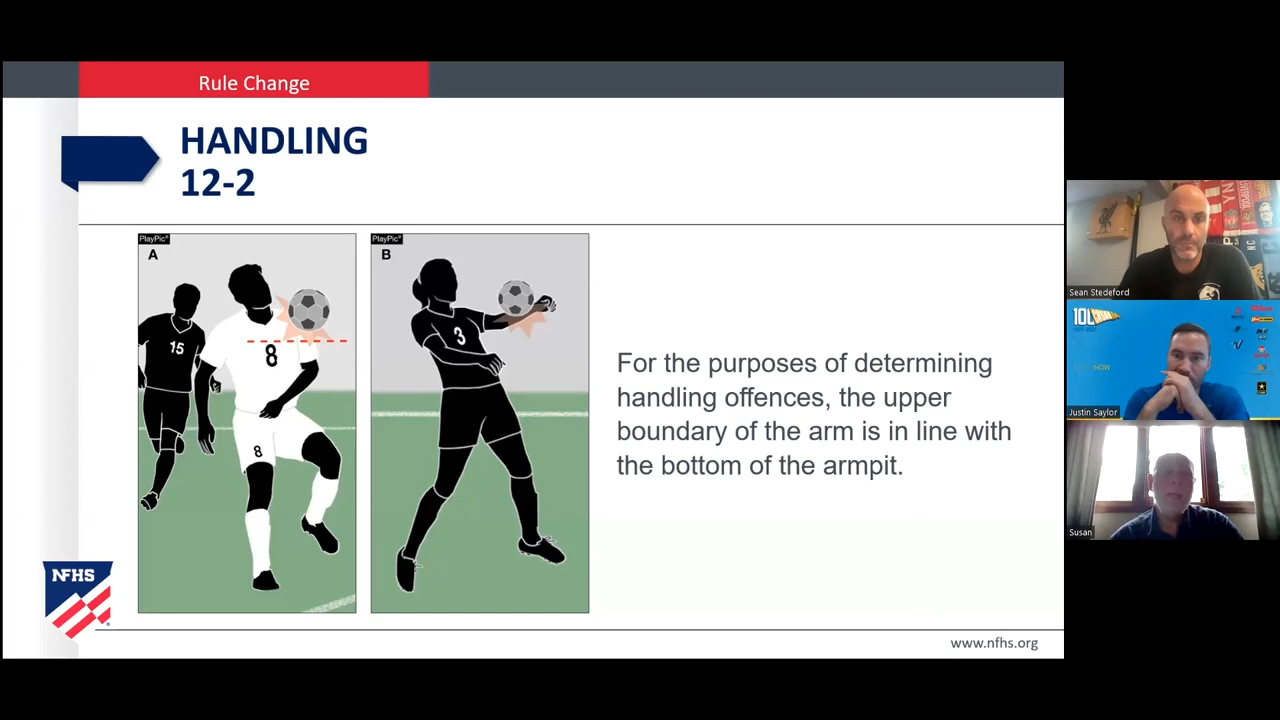 Rule Change
HANDLING
12-2
PlayPic®
A
15
8
8
PlayPic®
B
3
For the purposes of determining
handling offences, the upper
boundary of the arm is in line with
the bottom of the armpit.
NFHS
www.nfhs.org
Sean Stedeford
Justin Saylor
Susan